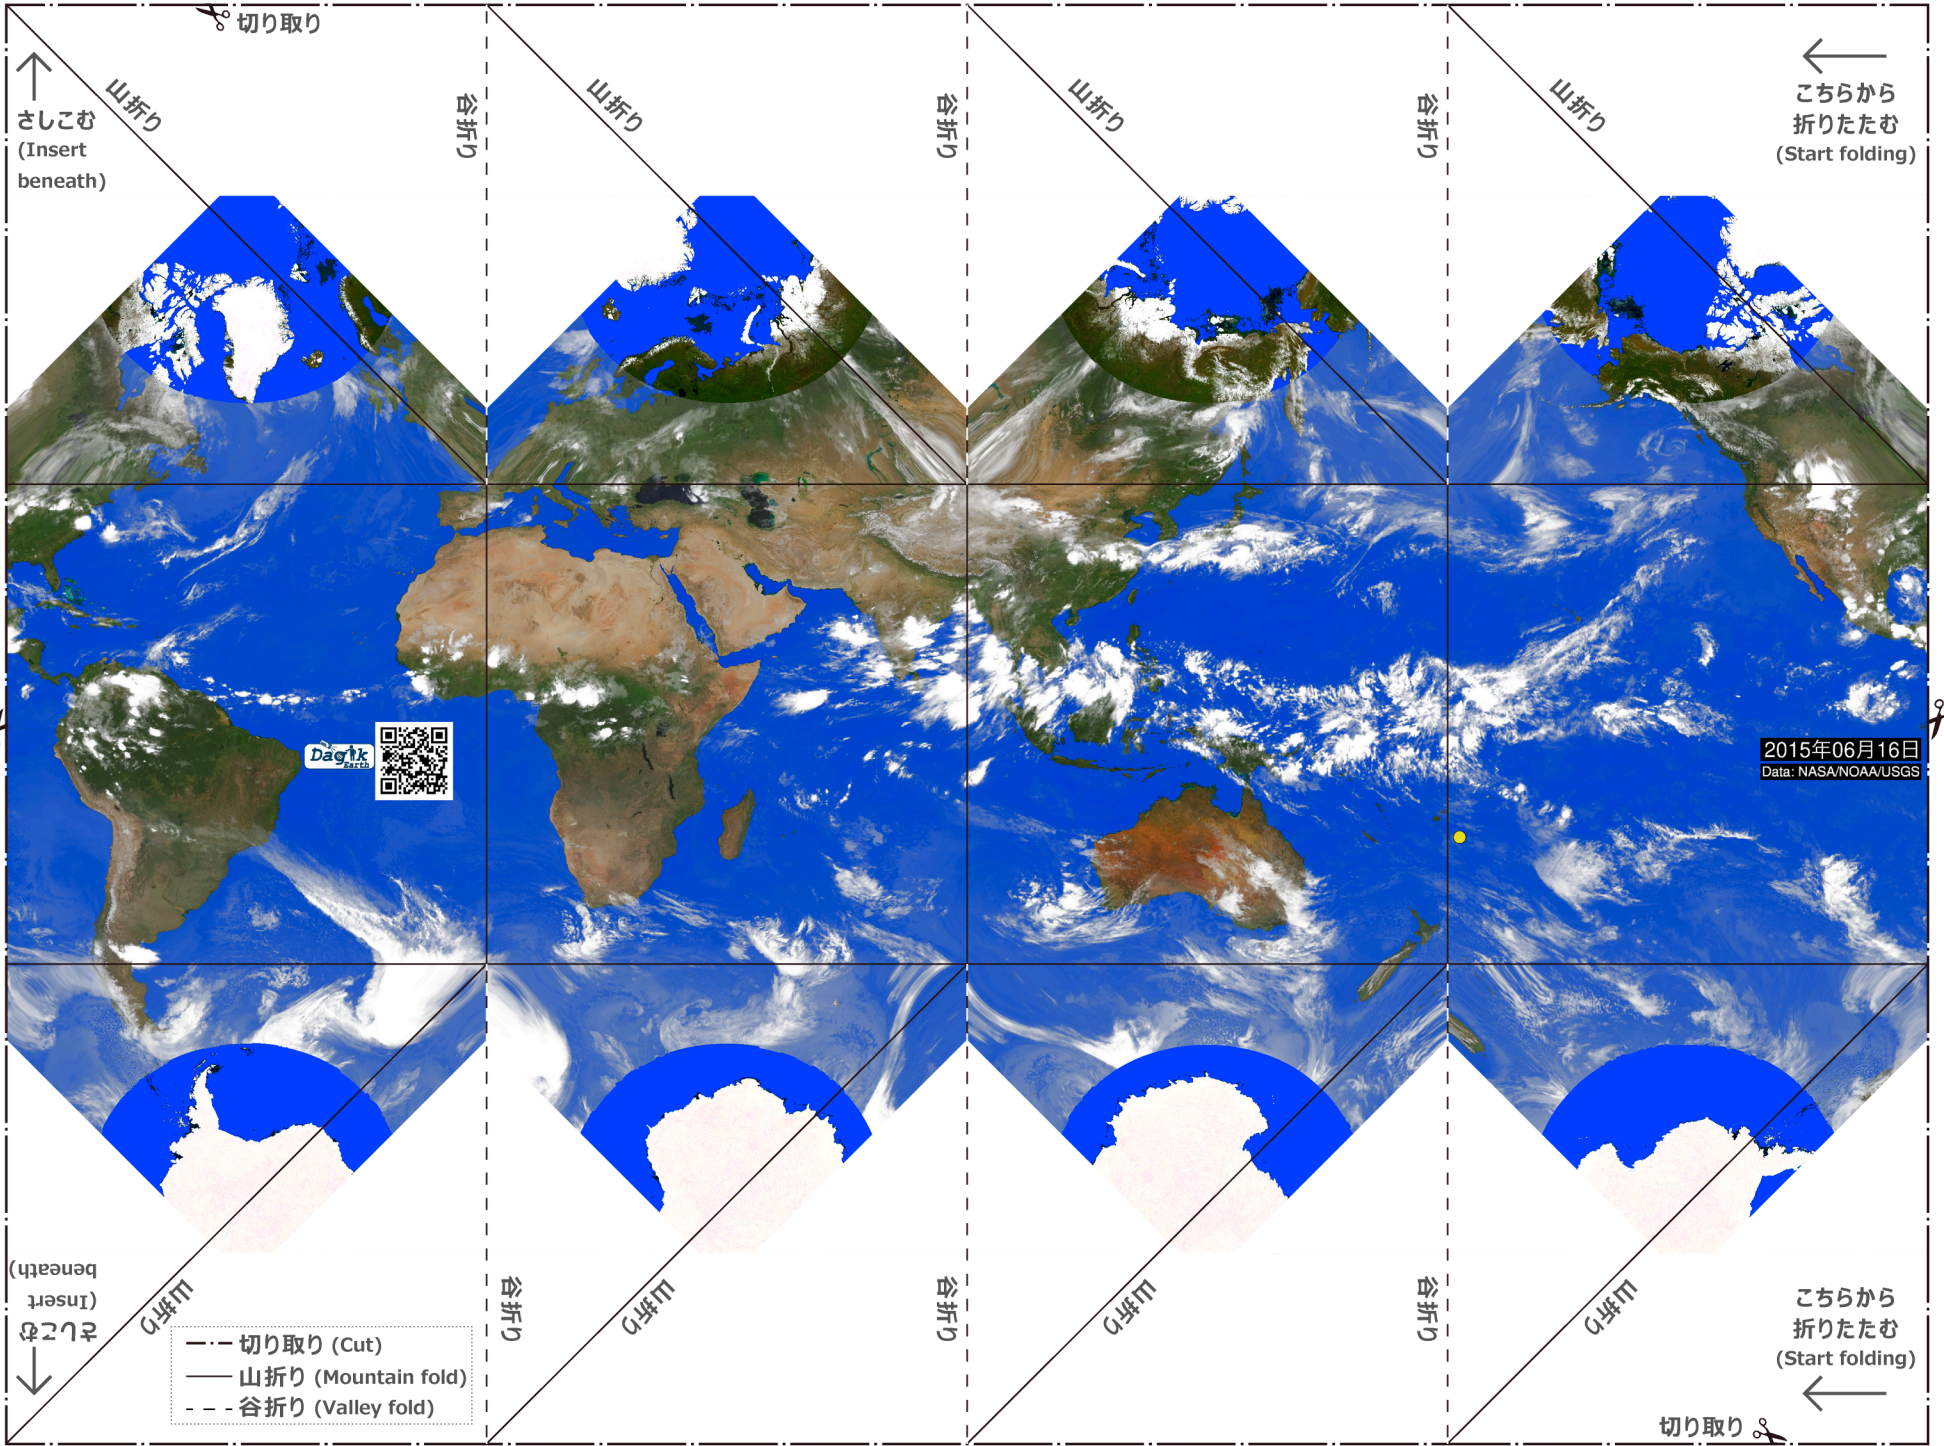 切り取り
山折り
谷折り
山折り
谷折り
山折り
谷折り
山折り
さしこむ
(Insert
beneath)
こちらから
折りたたむ
(Start folding)
Dagik
Earth
2015年06月16日
Data: NASA/NOAA/USGS
さしこむ
(Insert
beneath)
山折り
谷折り
山折り
谷折り
山折り
谷折り
山折り
こちらから
折りたたむ
(Start folding)
切り取り (Cut)
山折り (Mountain fold)
谷折り (Valley fold)
切り取り